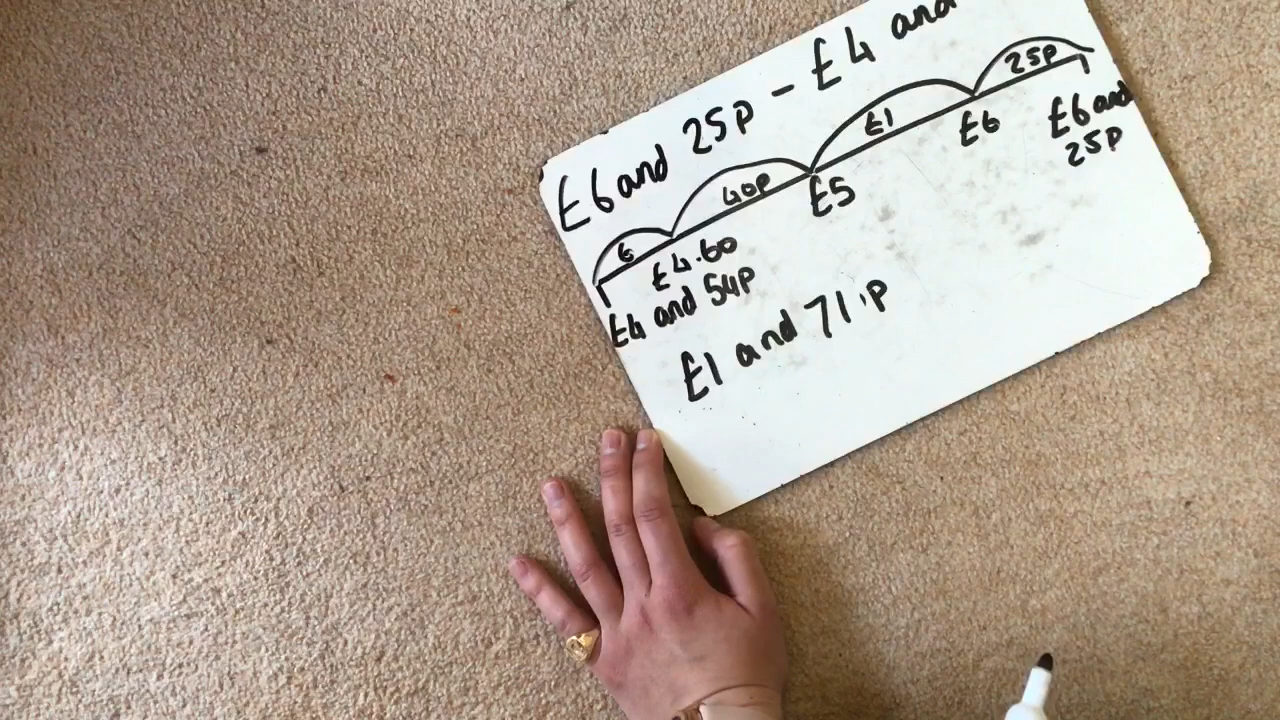 £6 and 25p - £4 and
6 40p £1 25p
£4 and 54p £4.60 £5 £6 £6 and 25p
£1 and 71p